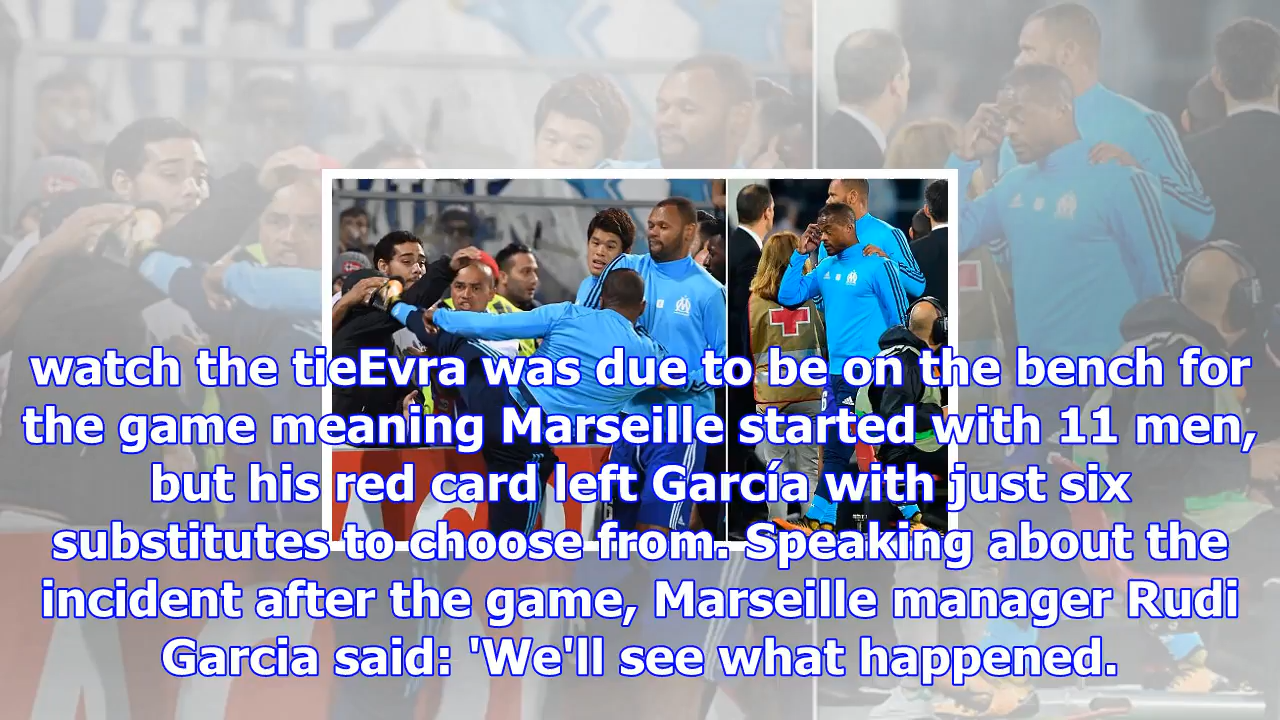 watch the tieEvra was due to be on the bench for
the game meaning Marseille started with 11 men,
but his red card left García with just six
substitutes to choose from. Speaking about the
incident after the game, Marseille manager Rudi
Garcia said: 'We'll see what happened.